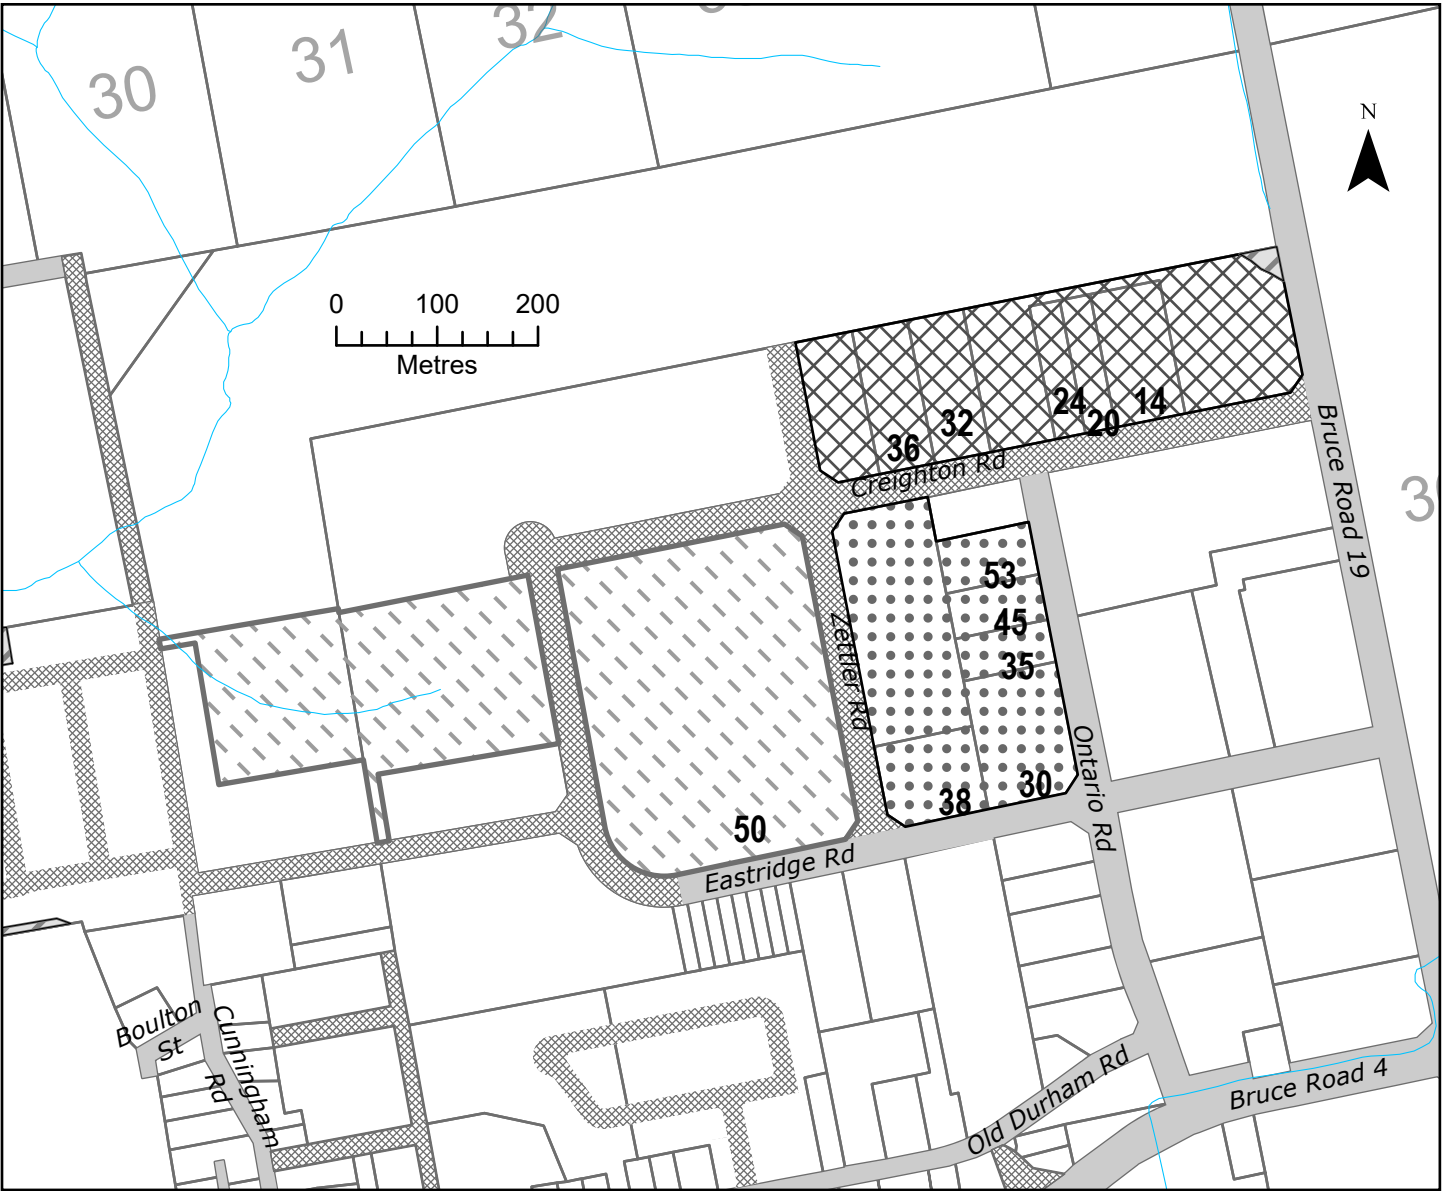 32
31
30
N
0 100 200
Metres
14
24
20
32
36
Creighton Rd
Bruce Road 19
53
45
35
Zettler Rd
Ontario Rd
30
38
50
Eastridge Rd
Boulton
St
Cunningham
Rd
Old Durham Rd
Bruce Road 4